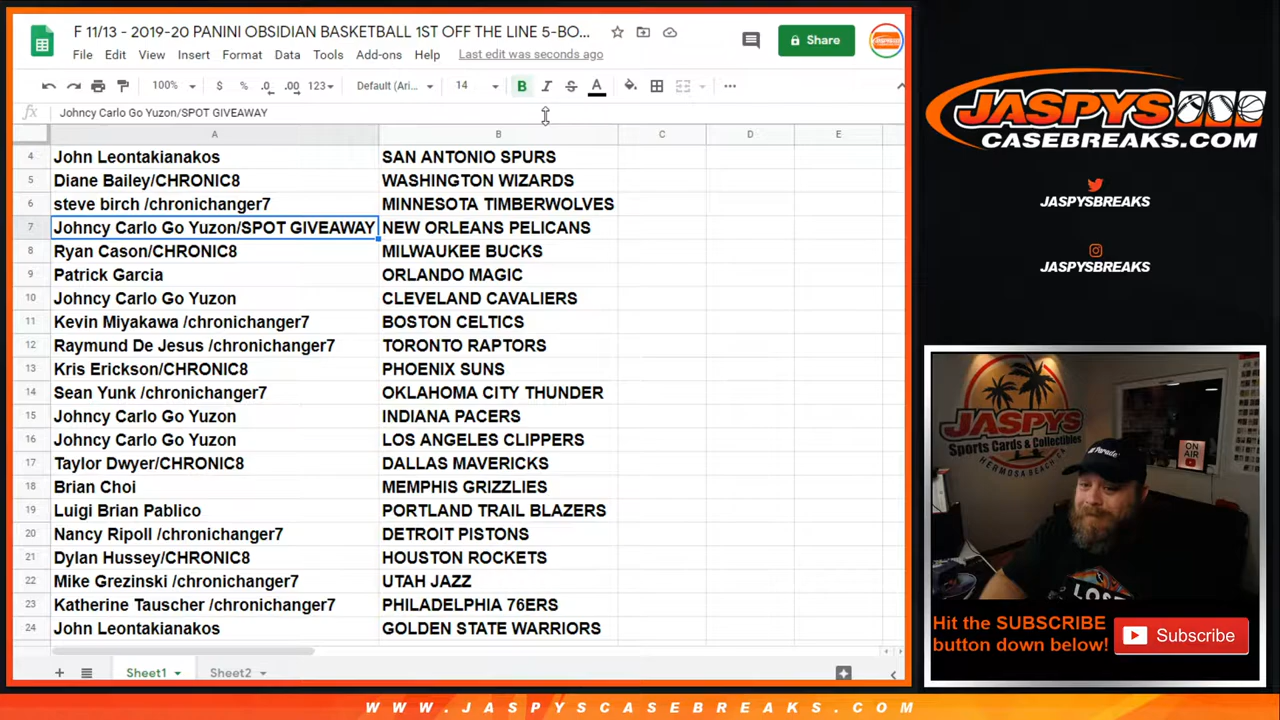 F 11/13 - 2019-20 PANINI OBSIDIAN BASKETBALL 1ST OFF THE LINE 5-BO...
File Edit View Insert Format Data Tools Add-ons Help Last edit was seconds ago
Share
100% $ % .0 .00 123 Default (Ari... 14 B I S A
fx Johncy Carlo Go Yuzon/SPOT GIVEAWAY
A B C D E
4 John Leontakianakos SAN ANTONIO SPURS
5 Diane Bailey/CHRONIC8 WASHINGTON WIZARDS
6 steve birch /chronichanger7 MINNESOTA TIMBERWOLVES
7 Johncy Carlo Go Yuzon/SPOT GIVEAWAY NEW ORLEANS PELICANS
8 Ryan Cason/CHRONIC8 MILWAUKEE BUCKS
9 Patrick Garcia ORLANDO MAGIC
10 Johncy Carlo Go Yuzon CLEVELAND CAVALIERS
11 Kevin Miyakawa /chronichanger7 BOSTON CELTICS
12 Raymund De Jesus /chronichanger7 TORONTO RAPTORS
13 Kris Erickson/CHRONIC8 PHOENIX SUNS
14 Sean Yunk /chronichanger7 OKLAHOMA CITY THUNDER
15 Johncy Carlo Go Yuzon INDIANA PACERS
16 Johncy Carlo Go Yuzon LOS ANGELES CLIPPERS
17 Taylor Dwyer/CHRONIC8 DALLAS MAVERICKS
18 Brian Choi MEMPHIS GRIZZLIES
19 Luigi Brian Pablico PORTLAND TRAIL BLAZERS
20 Nancy Ripoll /chronichanger7 DETROIT PISTONS
21 Dylan Hussey/CHRONIC8 HOUSTON ROCKETS
22 Mike Grezinski /chronichanger7 UTAH JAZZ
23 Katherine Tauscher /chronichanger7 PHILADELPHIA 76ERS
24 John Leontakianakos GOLDEN STATE WARRIORS
Sheet1 Sheet2
JASPYS
CASEBREAKS.COM
JASPYSBREAKS
JASPYSBREAKS
JASPYS
Sports Cards & Collectibles
HERMOSA BEACH, CA
ON
AIR
Parade
LOS
Hit the SUBSCRIBE
button down below!
Subscribe
WWW.JASPYSCASEBREAKS.COM